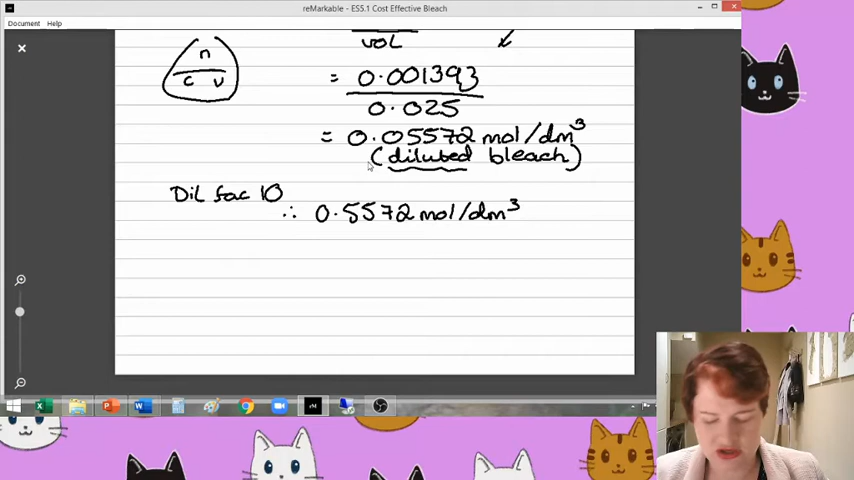 reMarkable - ES5.1 Cost Effective Bleach
Document Help
n
c v
vol
= 0.001393
0.025
= 0.05572 mol/dm³
(diluted bleach)
Dil fac 10
∴ 0.5572 mol/dm³